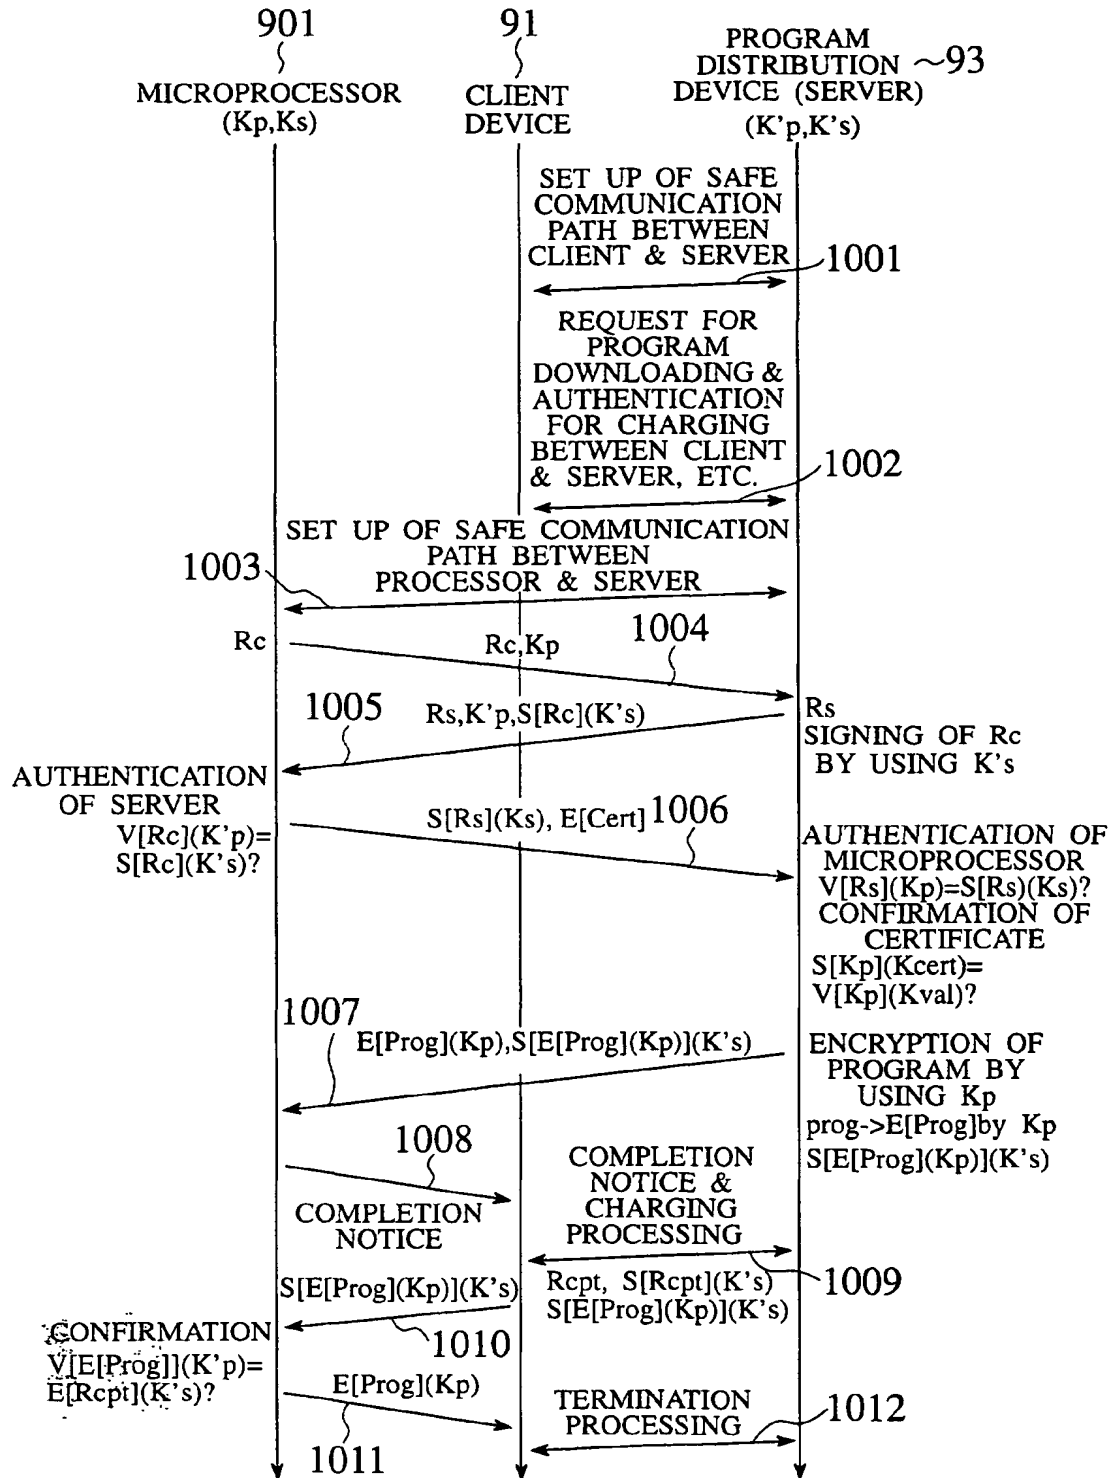 901
MICROPROCESSOR
(Kp,Ks)
91
CLIENT
DEVICE
PROGRAM
DISTRIBUTION
DEVICE (SERVER)
93
(K'p,K's)
SET UP OF SAFE
COMMUNICATION
PATH BETWEEN
CLIENT & SERVER
1001
REQUEST FOR
PROGRAM
DOWNLOADING &
AUTHENTICATION
FOR CHARGING
BETWEEN CLIENT
& SERVER, ETC.
1002
SET UP OF SAFE COMMUNICATION
PATH BETWEEN
PROCESSOR & SERVER
1003
Rc
Rc,Kp
1004
1005
Rs,K'p,S[Rc](K's)
Rs
SIGNING OF Rc
BY USING K's
AUTHENTICATION
OF SERVER
V[Rc](K'p)=
S[Rc](K's)?
S[Rs](Ks), E[Cert]
1006
AUTHENTICATION OF
MICROPROCESSOR
V[Rs](Kp)=S[Rs)(Ks)?
CONFIRMATION OF
CERTIFICATE
S[Kp](Kcert)=
V[Kp](Kval)?
1007
E[Prog](Kp),S[E[Prog](Kp)](K's)
ENCRYPTION OF
PROGRAM BY
USING Kp
prog->E[Prog]by Kp
S[E[Prog](Kp)](K's)
1008
COMPLETION
NOTICE
COMPLETION
NOTICE &
CHARGING
PROCESSING
1009
Rcpt, S[Rcpt](K's)
S[E[Prog](Kp)](K's)
S[E[Prog](Kp)](K's)
1010
CONFIRMATION
V[E[Prog]](K'p)=
E[Rcpt](K's)?
E[Prog](Kp)
1011
TERMINATION
PROCESSING
1012